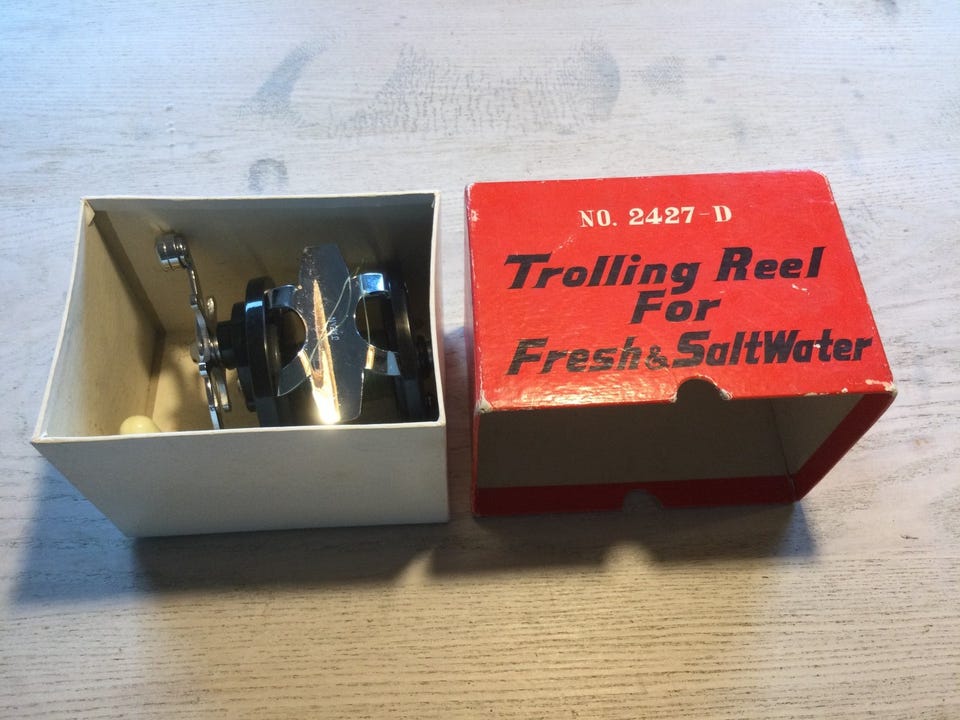 NO. 2427-D
Trolling Reel
For
Fresh & SaltWater